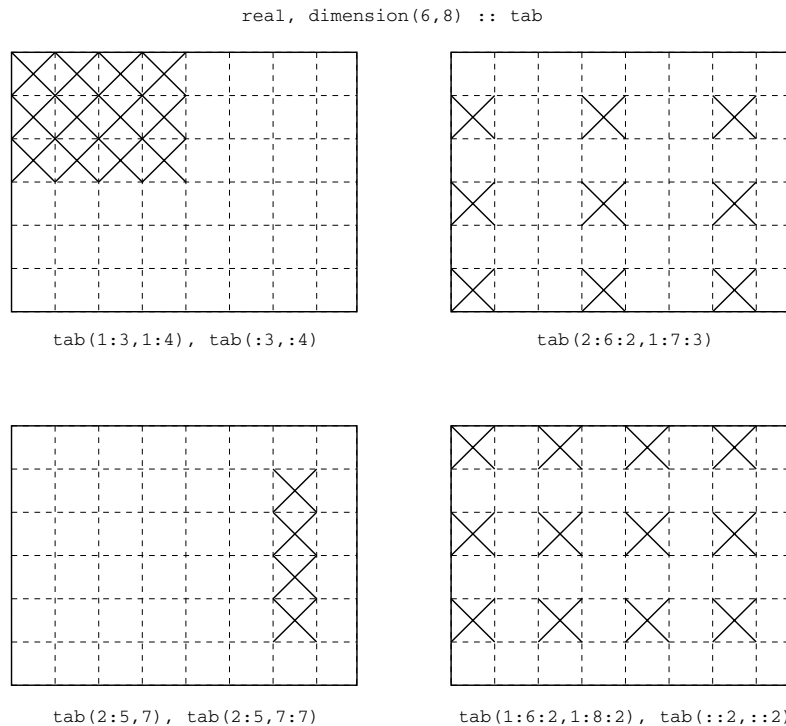 real, dimension(6,8) :: tab
tab(1:3,1:4), tab(:3,:4)
tab(2:6:2,1:7:3)
tab(2:5,7), tab(2:5,7:7)
tab(1:6:2,1:8:2), tab(::2,::2)